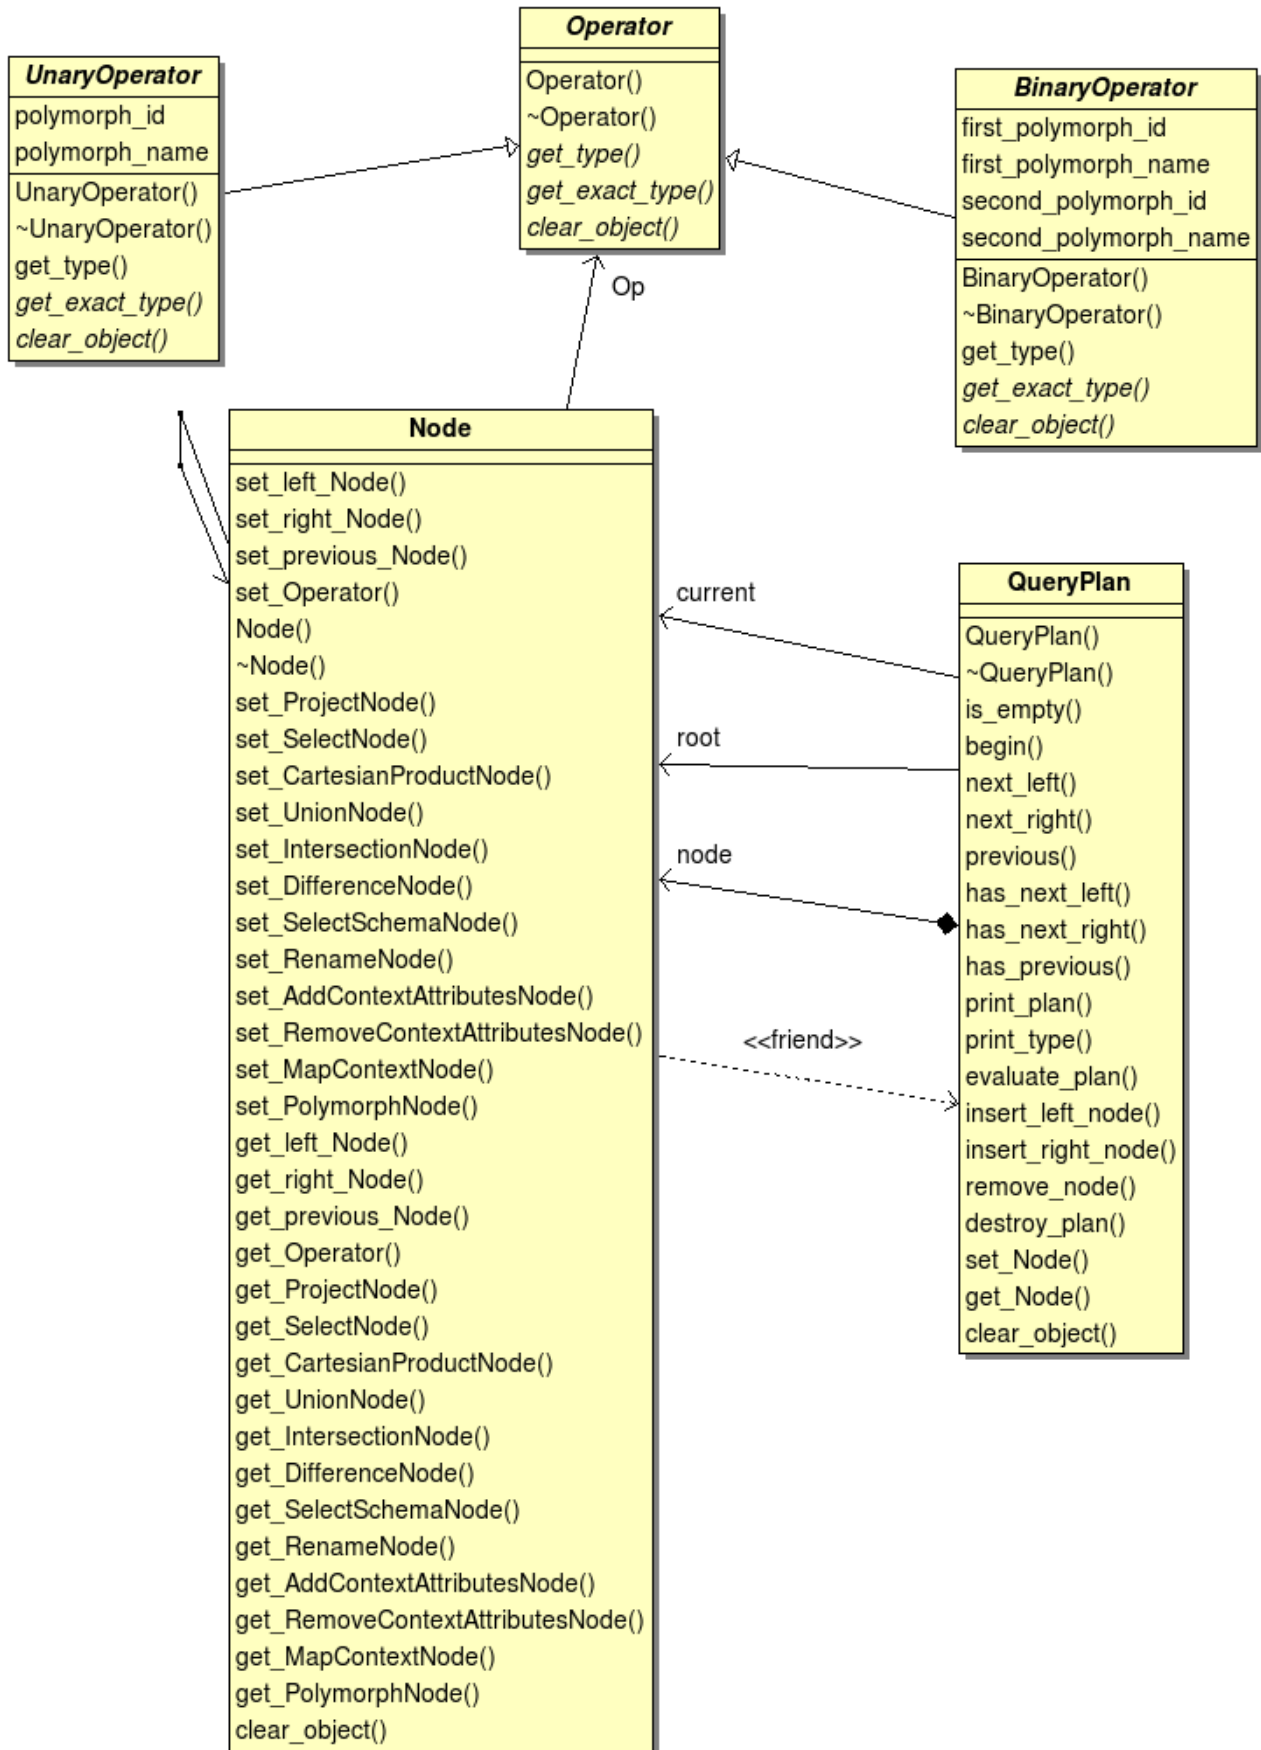 Operator
Operator()
~Operator()
get_type()
get_exact_type()
clear_object()
UnaryOperator
polymorph_id
polymorph_name
UnaryOperator()
~UnaryOperator()
get_type()
get_exact_type()
clear_object()
BinaryOperator
first_polymorph_id
first_polymorph_name
second_polymorph_id
second_polymorph_name
BinaryOperator()
~BinaryOperator()
get_type()
get_exact_type()
clear_object()
Op
Node
set_left_Node()
set_right_Node()
set_previous_Node()
set_Operator()
Node()
~Node()
set_ProjectNode()
set_SelectNode()
set_CartesianProductNode()
set_UnionNode()
set_IntersectionNode()
set_DifferenceNode()
set_SelectSchemaNode()
set_RenameNode()
set_AddContextAttributesNode()
set_RemoveContextAttributesNode()
set_MapContextNode()
set_PolymorphNode()
get_left_Node()
get_right_Node()
get_previous_Node()
get_Operator()
get_ProjectNode()
get_SelectNode()
get_CartesianProductNode()
get_UnionNode()
get_IntersectionNode()
get_DifferenceNode()
get_SelectSchemaNode()
get_RenameNode()
get_AddContextAttributesNode()
get_RemoveContextAttributesNode()
get_MapContextNode()
get_PolymorphNode()
clear_object()
current
root
node
<<friend>>
QueryPlan
QueryPlan()
~QueryPlan()
is_empty()
begin()
next_left()
next_right()
previous()
has_next_left()
has_next_right()
has_previous()
print_plan()
print_type()
evaluate_plan()
insert_left_node()
insert_right_node()
remove_node()
destroy_plan()
set_Node()
get_Node()
clear_object()